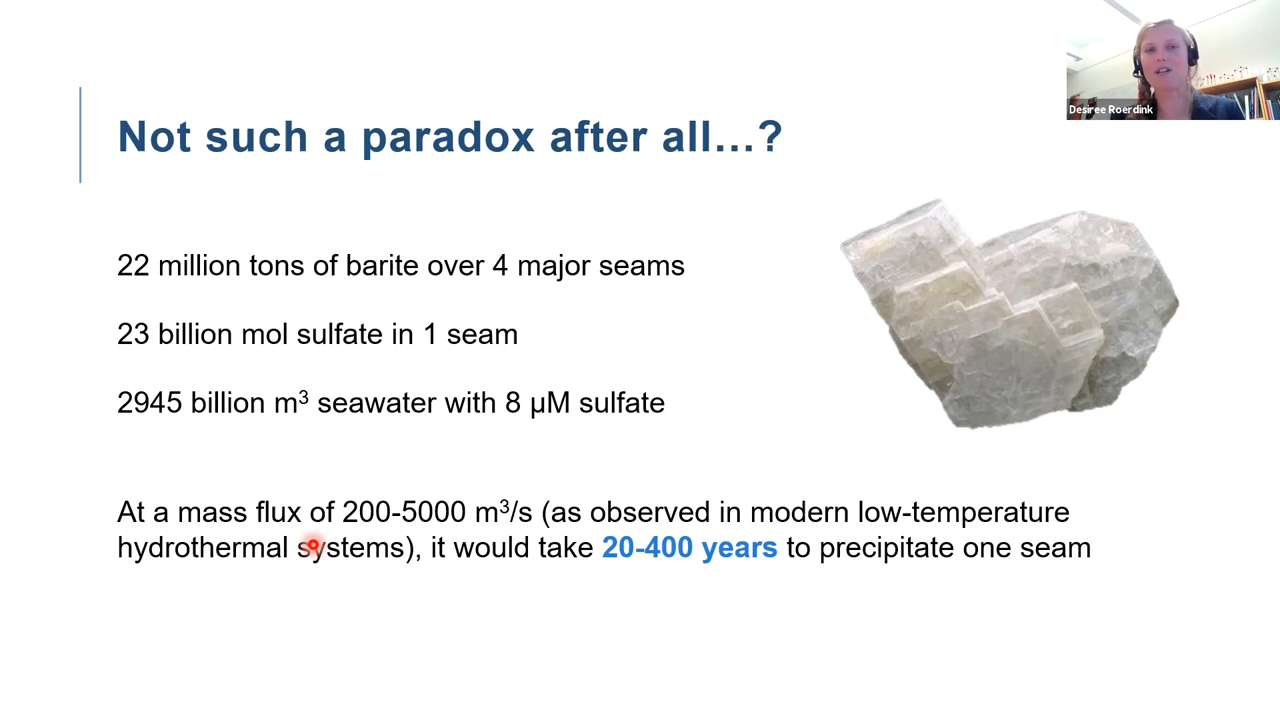 Desiree Roerdink
Not such a paradox after all...?
22 million tons of barite over 4 major seams
23 billion mol sulfate in 1 seam
2945 billion m³ seawater with 8 µM sulfate
At a mass flux of 200-5000 m³/s (as observed in modern low-temperature
hydrothermal systems), it would take 20-400 years to precipitate one seam